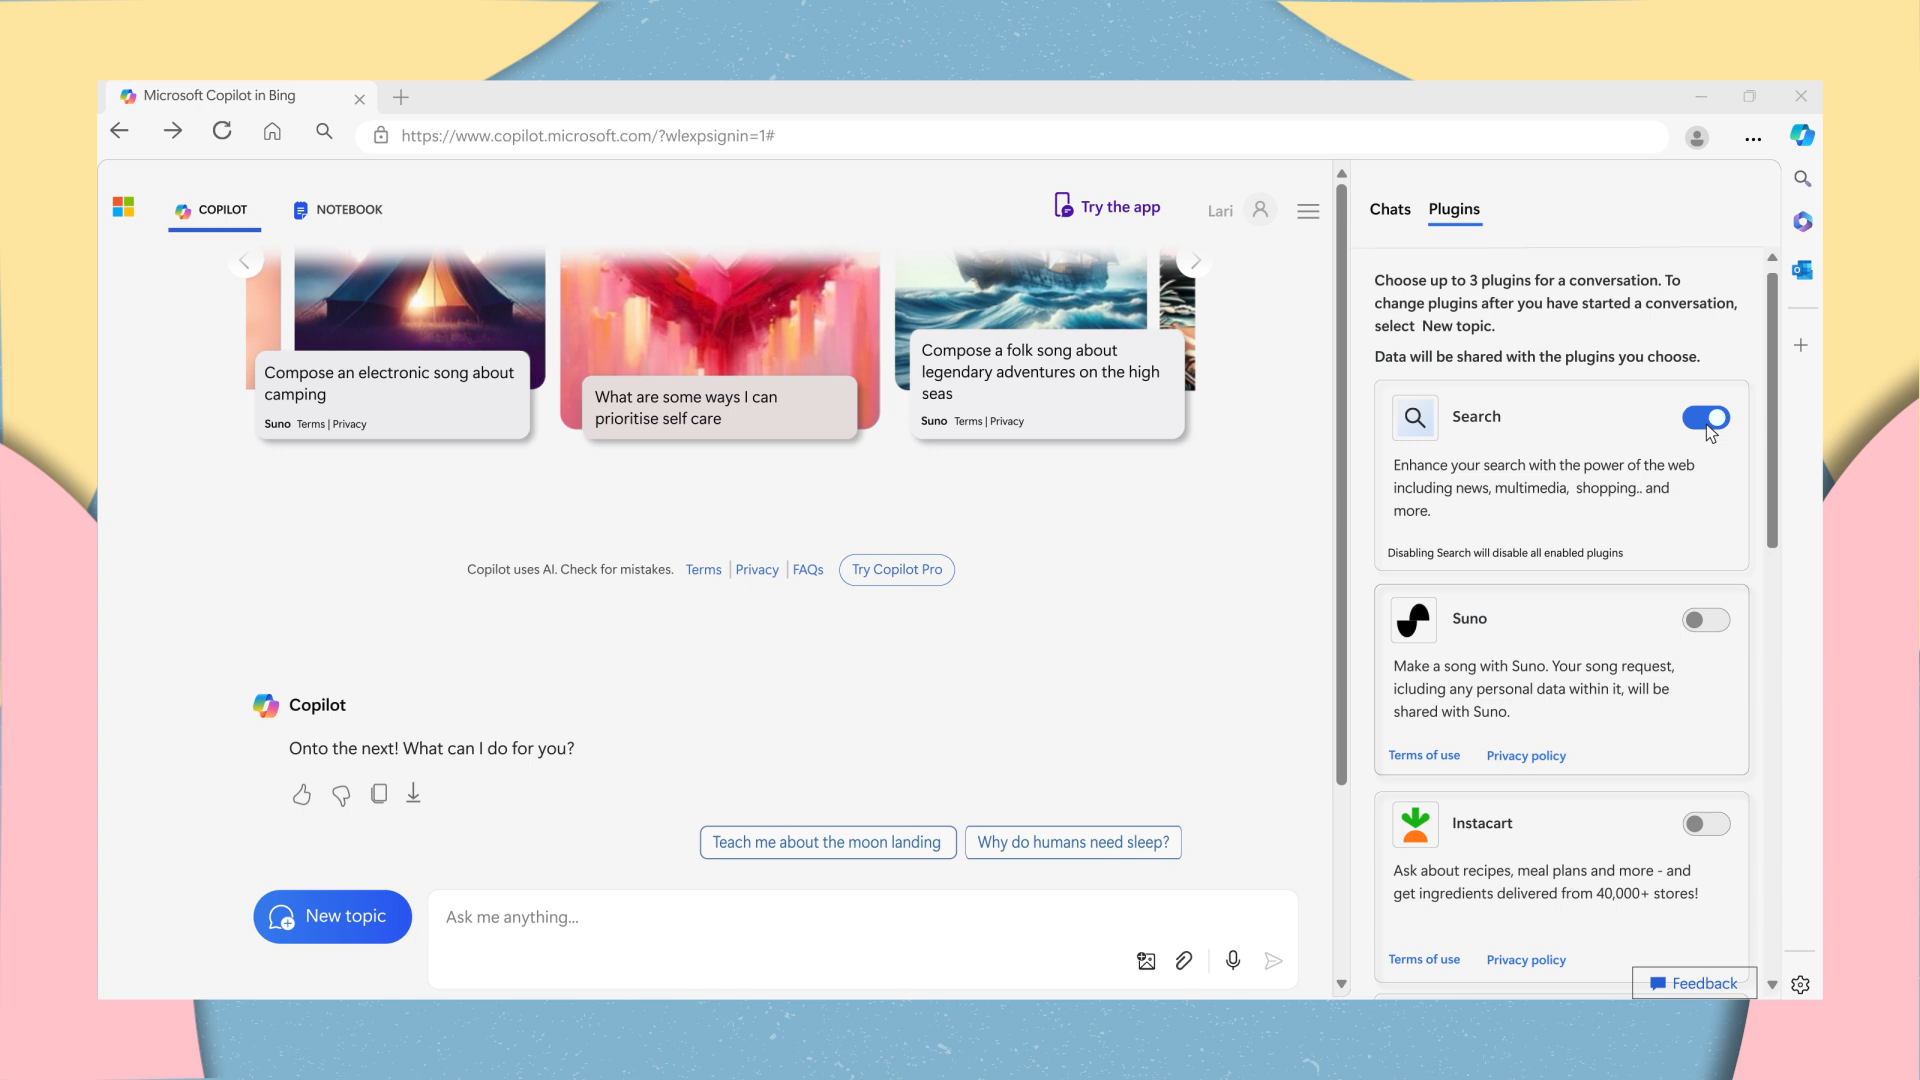 Microsoft Copilot in Bing
https://www.copilot.microsoft.com/?wlexpsignin=1#
COPILOT
NOTEBOOK
Try the app
Lari
Chats
Plugins
Compose an electronic song about
camping
Suno Terms | Privacy
What are some ways I can
prioritise self care
Compose a folk song about
legendary adventures on the high
seas
Suno Terms | Privacy
Copilot uses AI. Check for mistakes. Terms | Privacy | FAQs
Try Copilot Pro
Copilot
Onto the next! What can I do for you?
Teach me about the moon landing
Why do humans need sleep?
New topic
Ask me anything...
Choose up to 3 plugins for a conversation. To
change plugins after you have started a conversation,
select New topic.
Data will be shared with the plugins you choose.
Search
Enhance your search with the power of the web
including news, multimedia, shopping.. and
more.
Disabling Search will disable all enabled plugins
Suno
Make a song with Suno. Your song request,
icluding any personal data within it, will be
shared with Suno.
Terms of use Privacy policy
Instacart
Ask about recipes, meal plans and more - and
get ingredients delivered from 40,000+ stores!
Terms of use Privacy policy
Feedback